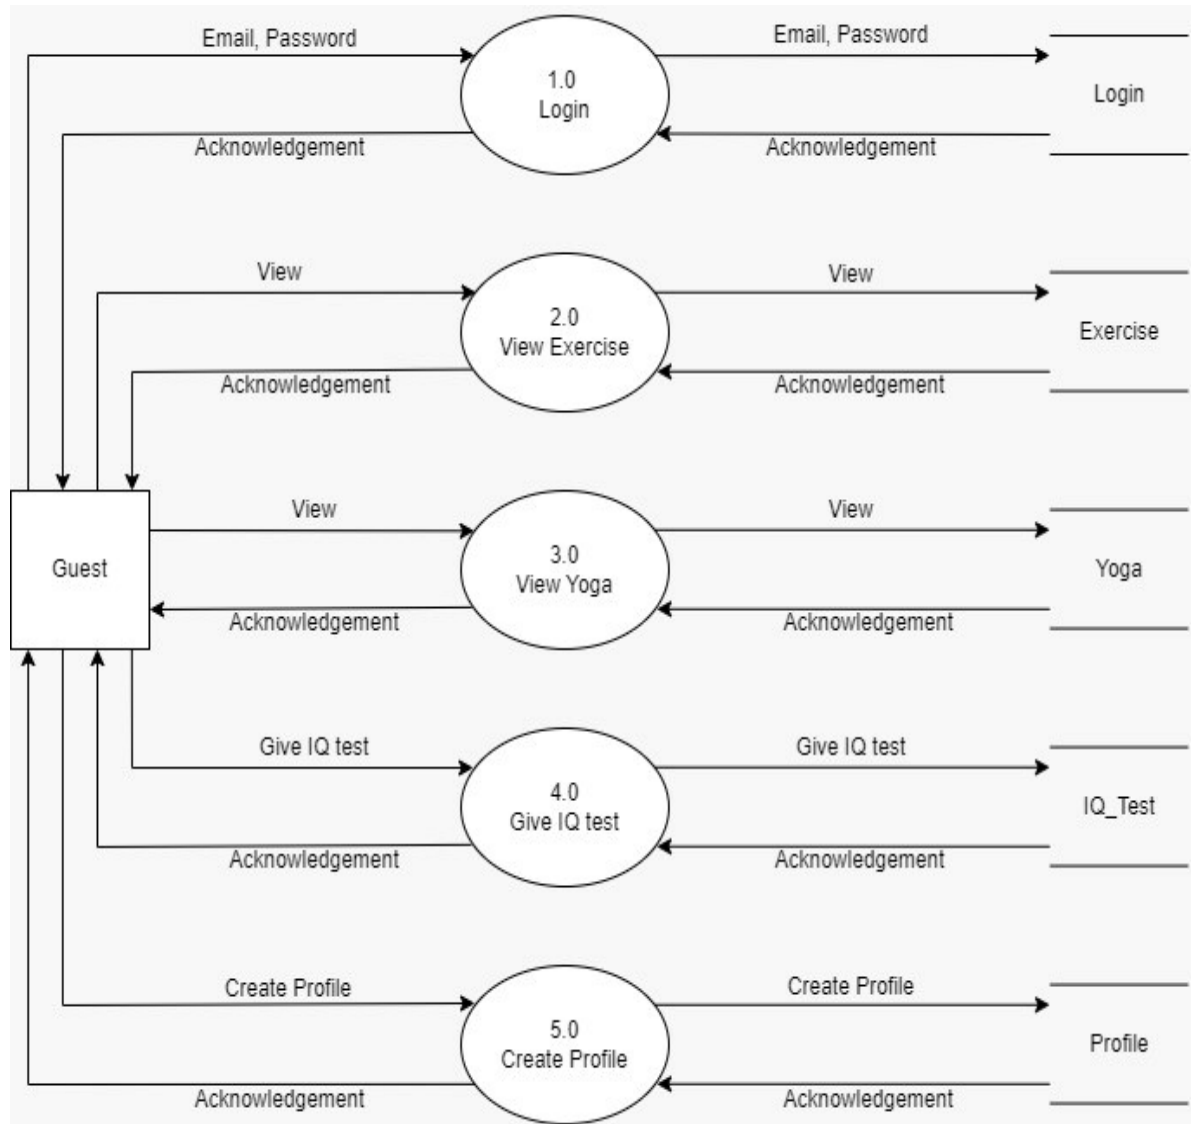 Email, Password
Email, Password
1.0
Login
Login
Acknowledgement
Acknowledgement
View
View
2.0
View Exercise
Exercise
Acknowledgement
Acknowledgement
View
View
Guest
3.0
View Yoga
Yoga
Acknowledgement
Acknowledgement
Give IQ test
Give IQ test
4.0
Give IQ test
IQ_Test
Acknowledgement
Acknowledgement
Create Profile
Create Profile
5.0
Create Profile
Profile
Acknowledgement
Acknowledgement